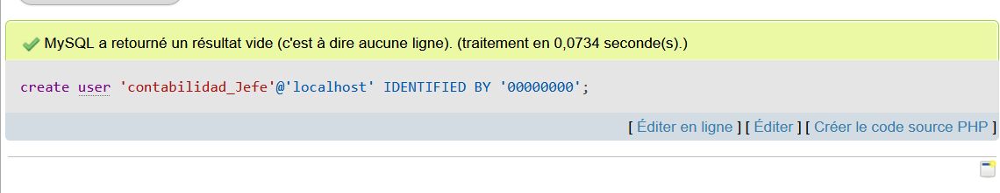 MySQL a retourné un résultat vide (c'est à dire aucune ligne). (traitement en 0,0734 seconde(s).)
create user 'contabilidad_Jefe'@'localhost' IDENTIFIED BY '00000000';
[ Éditer en ligne ] [ Éditer ] [ Créer le code source PHP ]